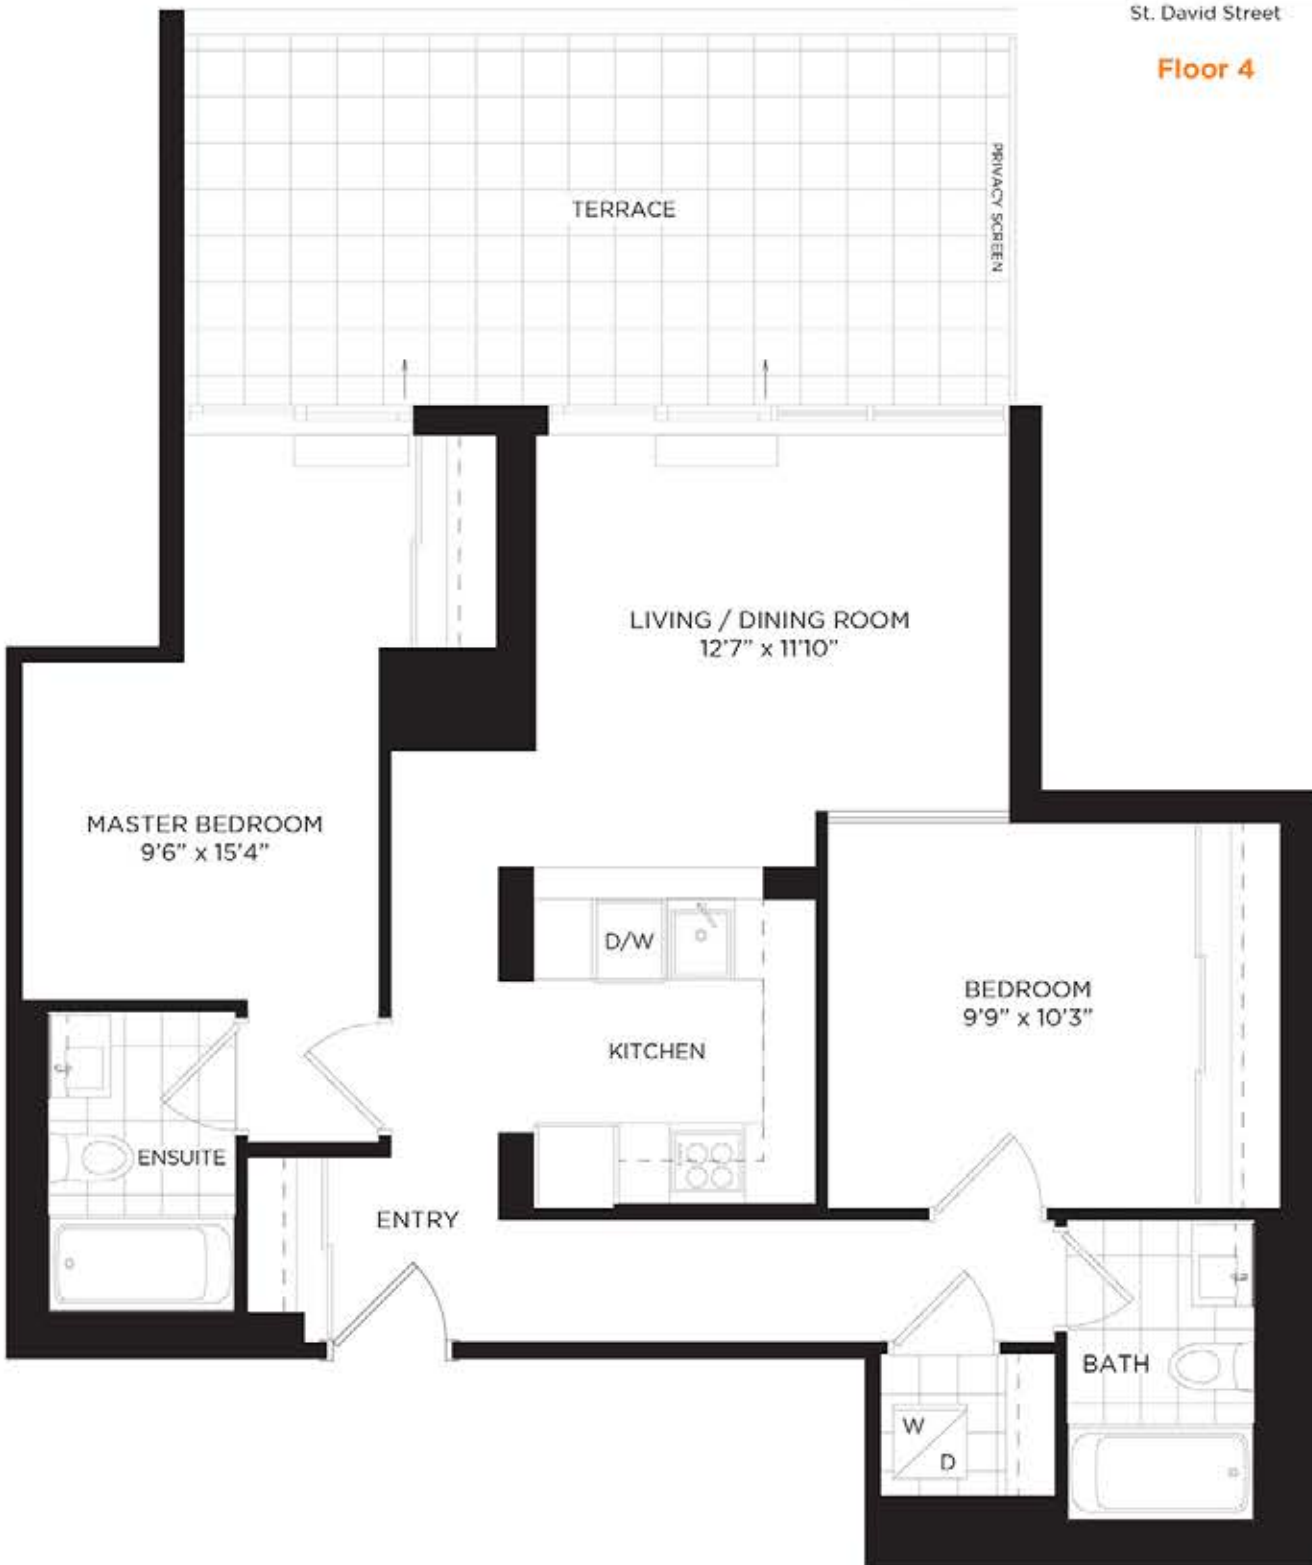 St. David Street
Floor 4
PRIVACY SCREEN
TERRACE
LIVING / DINING ROOM
12'7" x 11'10"
MASTER BEDROOM
9'6" x 15'4"
D/W
BEDROOM
9'9" x 10'3"
KITCHEN
ENSUITE
ENTRY
BATH
W
D